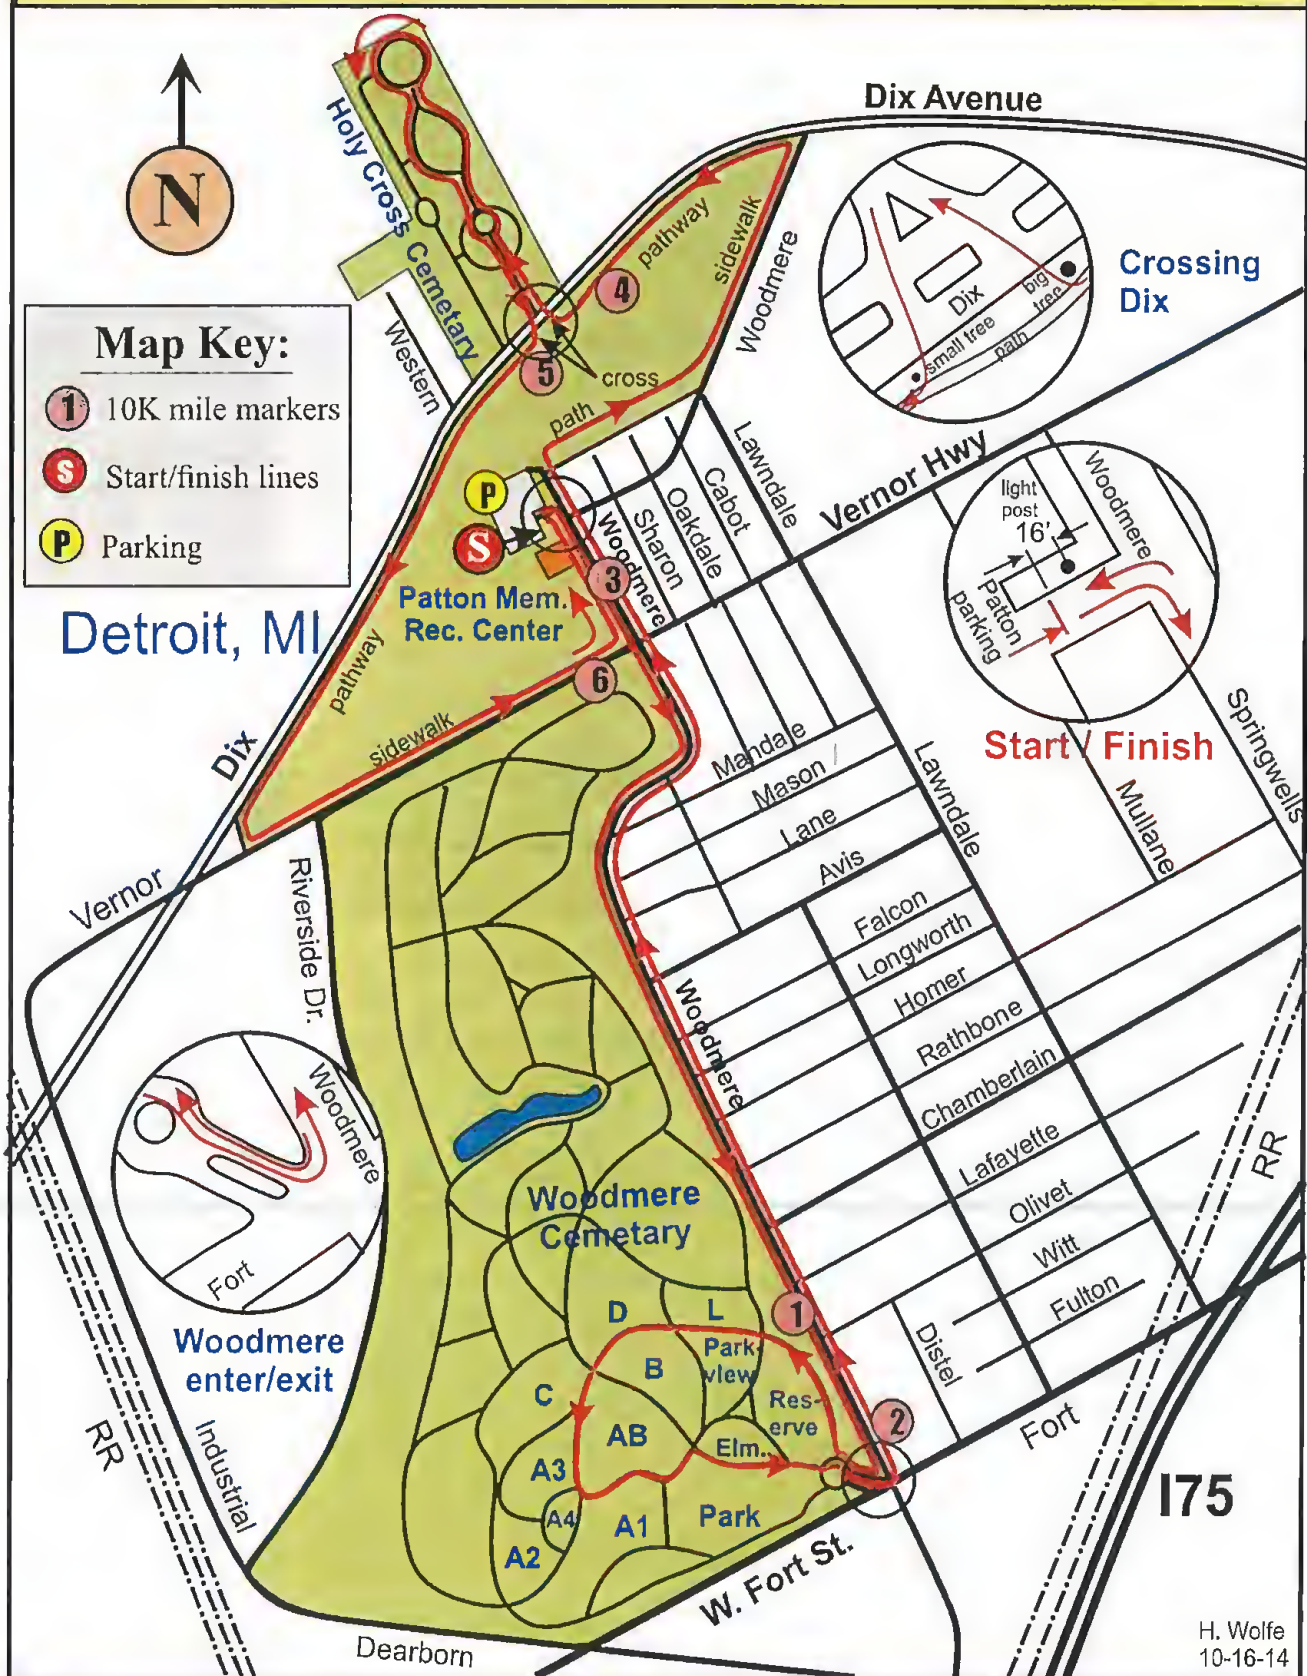 Dix Avenue
N
Holy Cross Cemetary
pathway
sidewalk
Woodmere
4
5
cross
path
Western
Map Key:
1 10K mile markers
S Start/finish lines
P Parking
Dix
big
tree
small tree
path
Crossing
Dix
Vernor Hwy
Lawndale
Cabot
Oakdale
Sharon
Woodmere
P
S
3
Patton Mem.
Rec. Center
Detroit, MI
light
post
16'
Woodmere
Patton
parking
Start / Finish
Springwells
Mullane
6
pathway
sidewalk
Dix
Vernor
Riverside Dr.
Mandale
Mason
Lane
Avis
Lawndale
Falcon
Longworth
Homer
Rathbone
Chamberlain
Lafayette
Olivet
Witt
Fulton
Distel
Woodmere
RR
Woodmere
Fort
Woodmere
enter/exit
Woodmere
Cemetary
D
L
1
B
Park-
view
C
Res-
erve
AB
Elm.
2
A3
A4
A1
Park
A2
Fort
I75
W. Fort St.
RR
Industrial
Dearborn
H. Wolfe
10-16-14